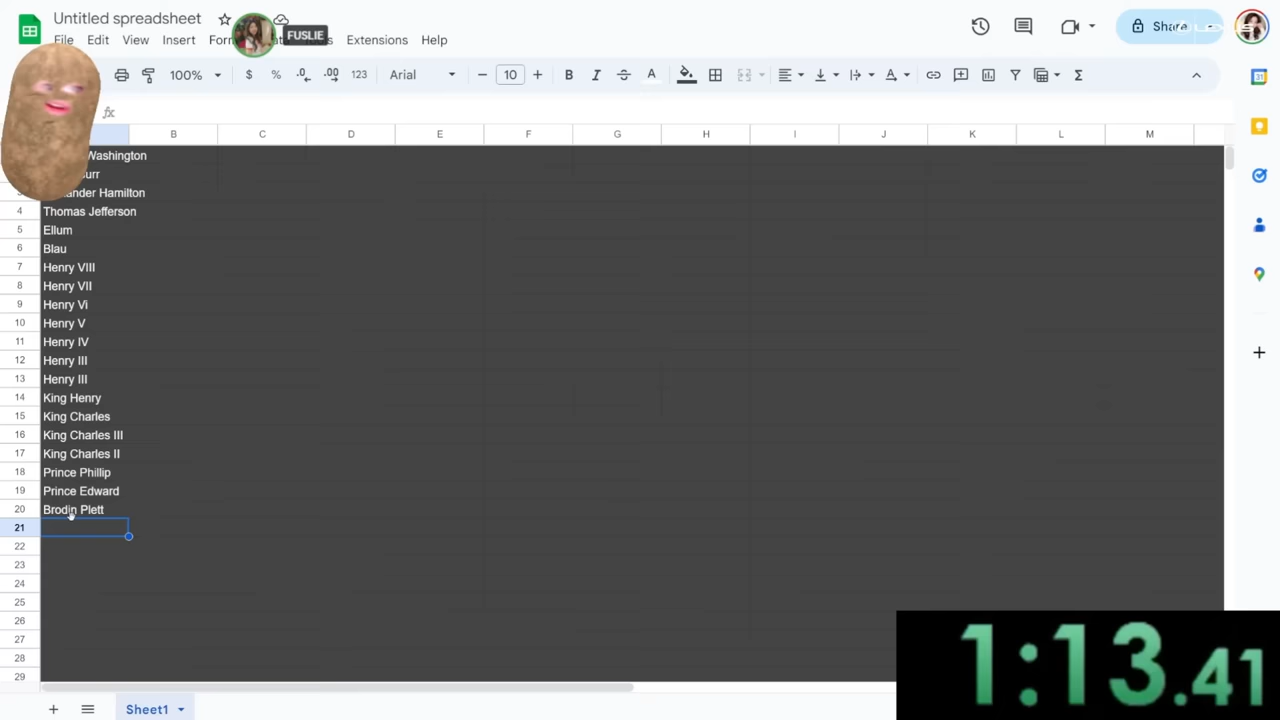 Untitled spreadsheet
File Edit View Insert Extensions Help
FUSLIE
Share
100% $ % .0 .00 123 Arial 10 B I A
fx
B C D E F G H I J K L M
Washington
3 Hamilton
4 Thomas Jefferson
5 Ellum
6 Blau
7 Henry VIII
8 Henry VII
9 Henry Vi
10 Henry V
11 Henry IV
12 Henry III
13 Henry III
14 King Henry
15 King Charles
16 King Charles III
17 King Charles II
18 Prince Phillip
19 Prince Edward
20 Brodin Plett
21
22
23
24
25
26
27
28
29
1:13.41
Sheet1